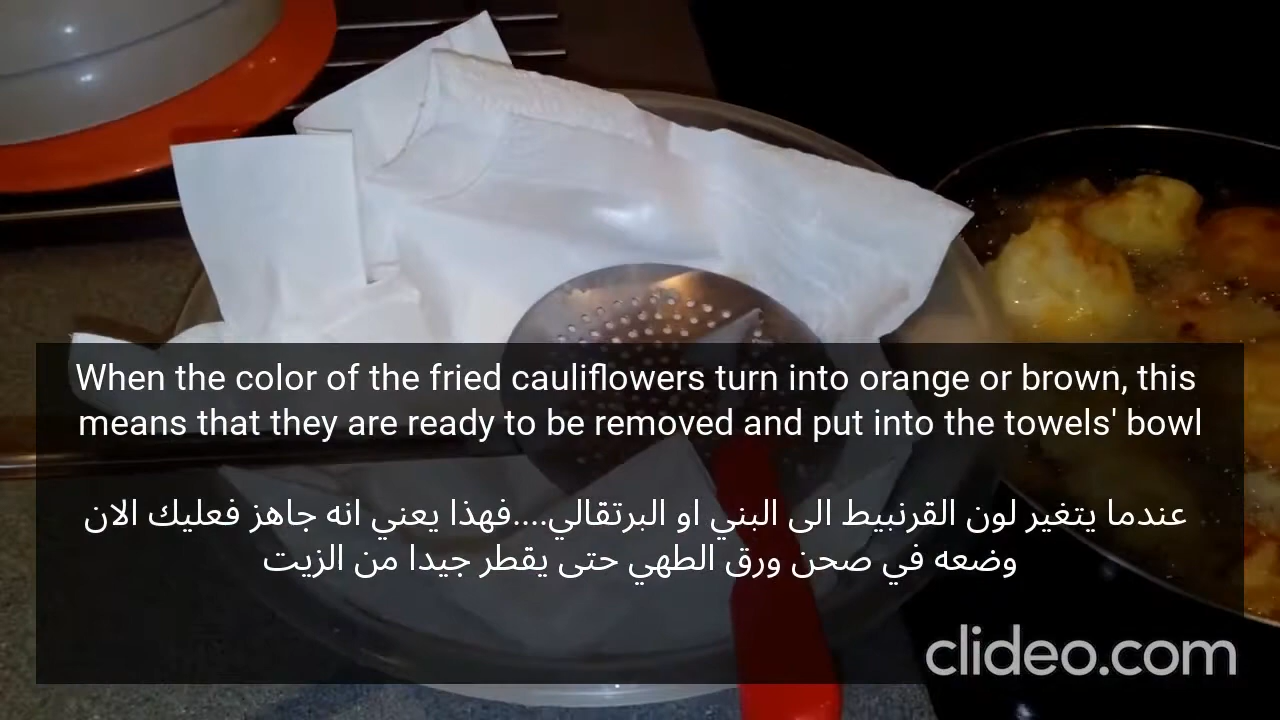 When the color of the fried cauliflowers turn into orange or brown, this
means that they are ready to be removed and put into the towels' bowl
عندما يتغير لون القرنبيط الى البني او البرتقالي....فهذا يعني انه جاهز فعليك الان
وضعه في صحن ورق الطهي حتى يقطر جيدا من الزيت
clideo.com